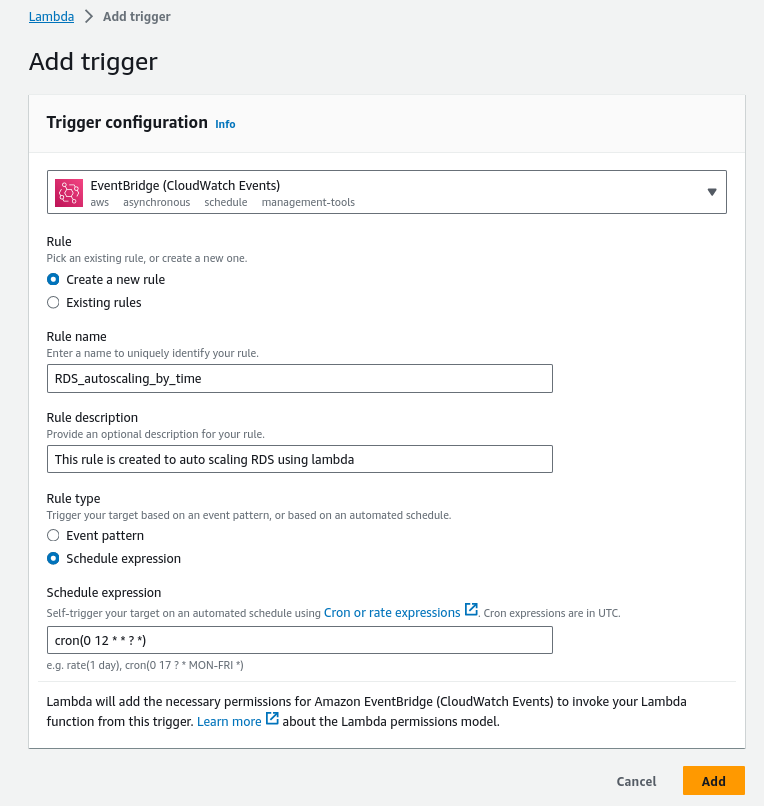 Lambda > Add trigger
Add trigger
Trigger configuration Info
EventBridge (CloudWatch Events)
aws asynchronous schedule management-tools
Rule
Pick an existing rule, or create a new one.
Create a new rule
Existing rules
Rule name
Enter a name to uniquely identify your rule.
RDS_autoscaling_by_time
Rule description
Provide an optional description for your rule.
This rule is created to auto scaling RDS using lambda
Rule type
Trigger your target based on an event pattern, or based on an automated schedule.
Event pattern
Schedule expression
Schedule expression
Self-trigger your target on an automated schedule using Cron or rate expressions. Cron expressions are in UTC.
cron(0 12 * * ? *)
e.g. rate(1 day), cron(0 17 ? * MON-FRI *)
Lambda will add the necessary permissions for Amazon EventBridge (CloudWatch Events) to invoke your Lambda
function from this trigger. Learn more about the Lambda permissions model.
Cancel Add